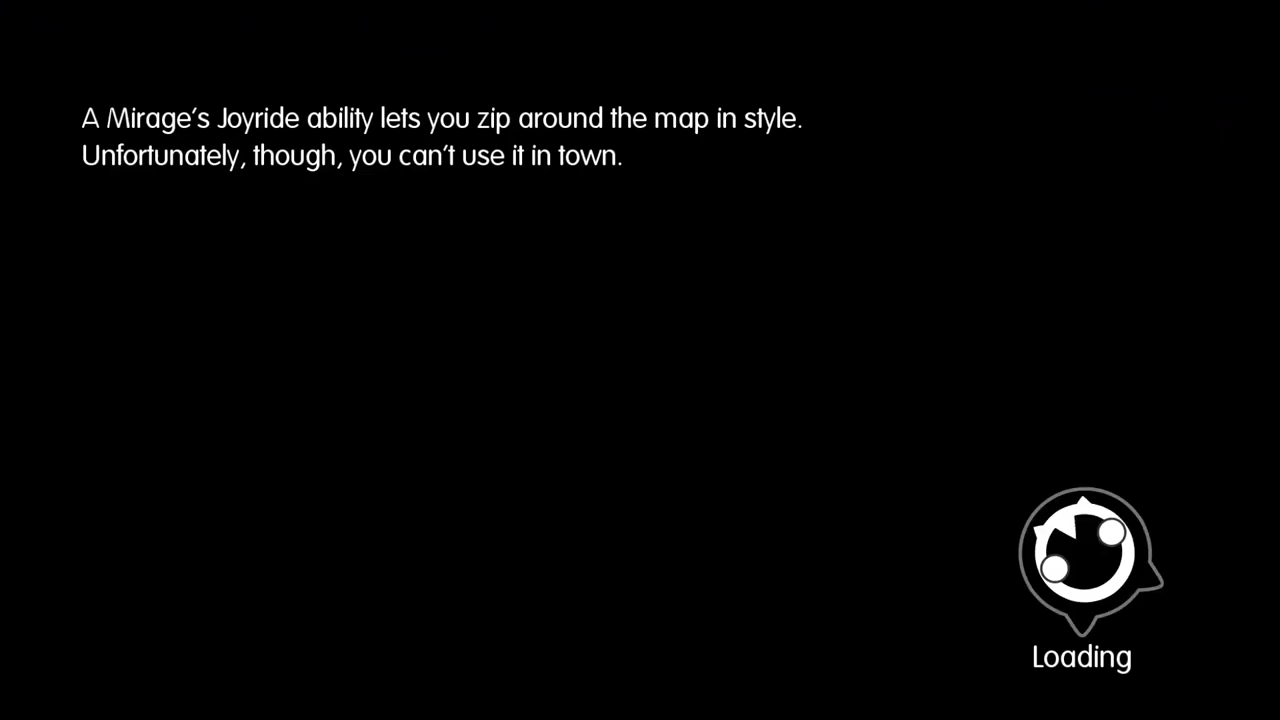 A Mirage's Joyride ability lets you zip around the map in style.
Unfortunately, though, you can't use it in town.
Loading